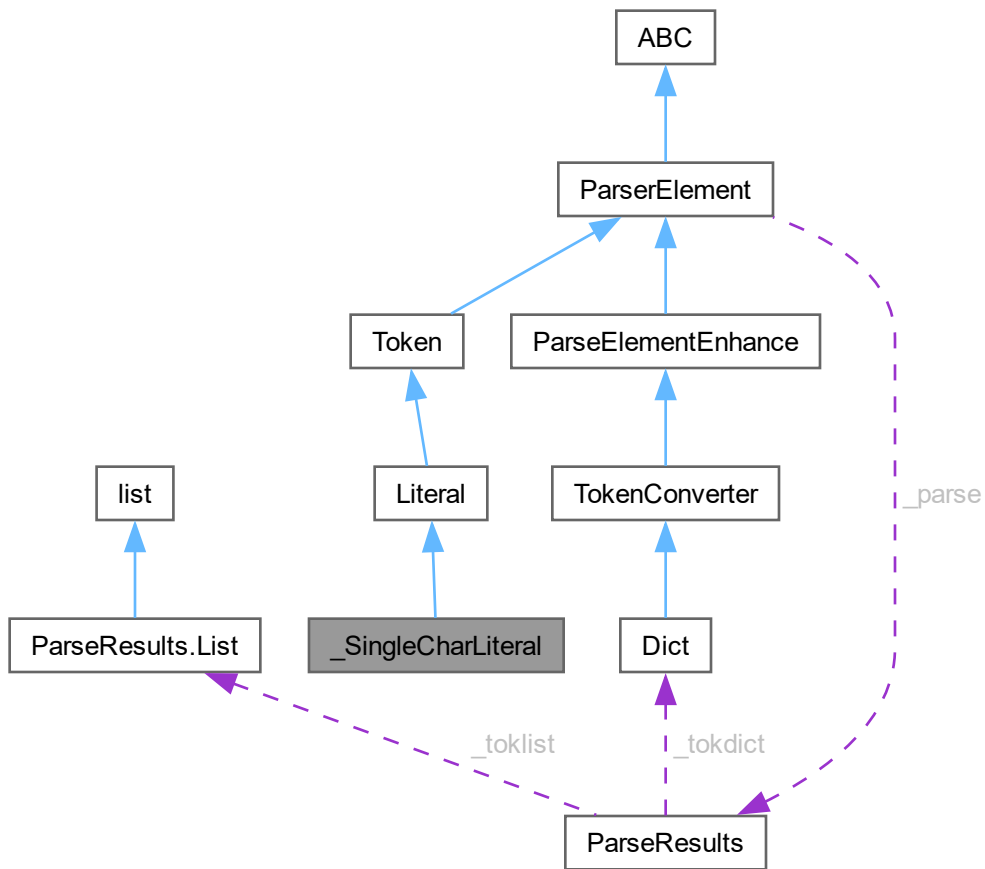 ABC
ParserElement
Token
ParseElementEnhance
list
Literal
TokenConverter
_parse
ParseResults.List
_SingleCharLiteral
Dict
_toklist
_tokdict
ParseResults